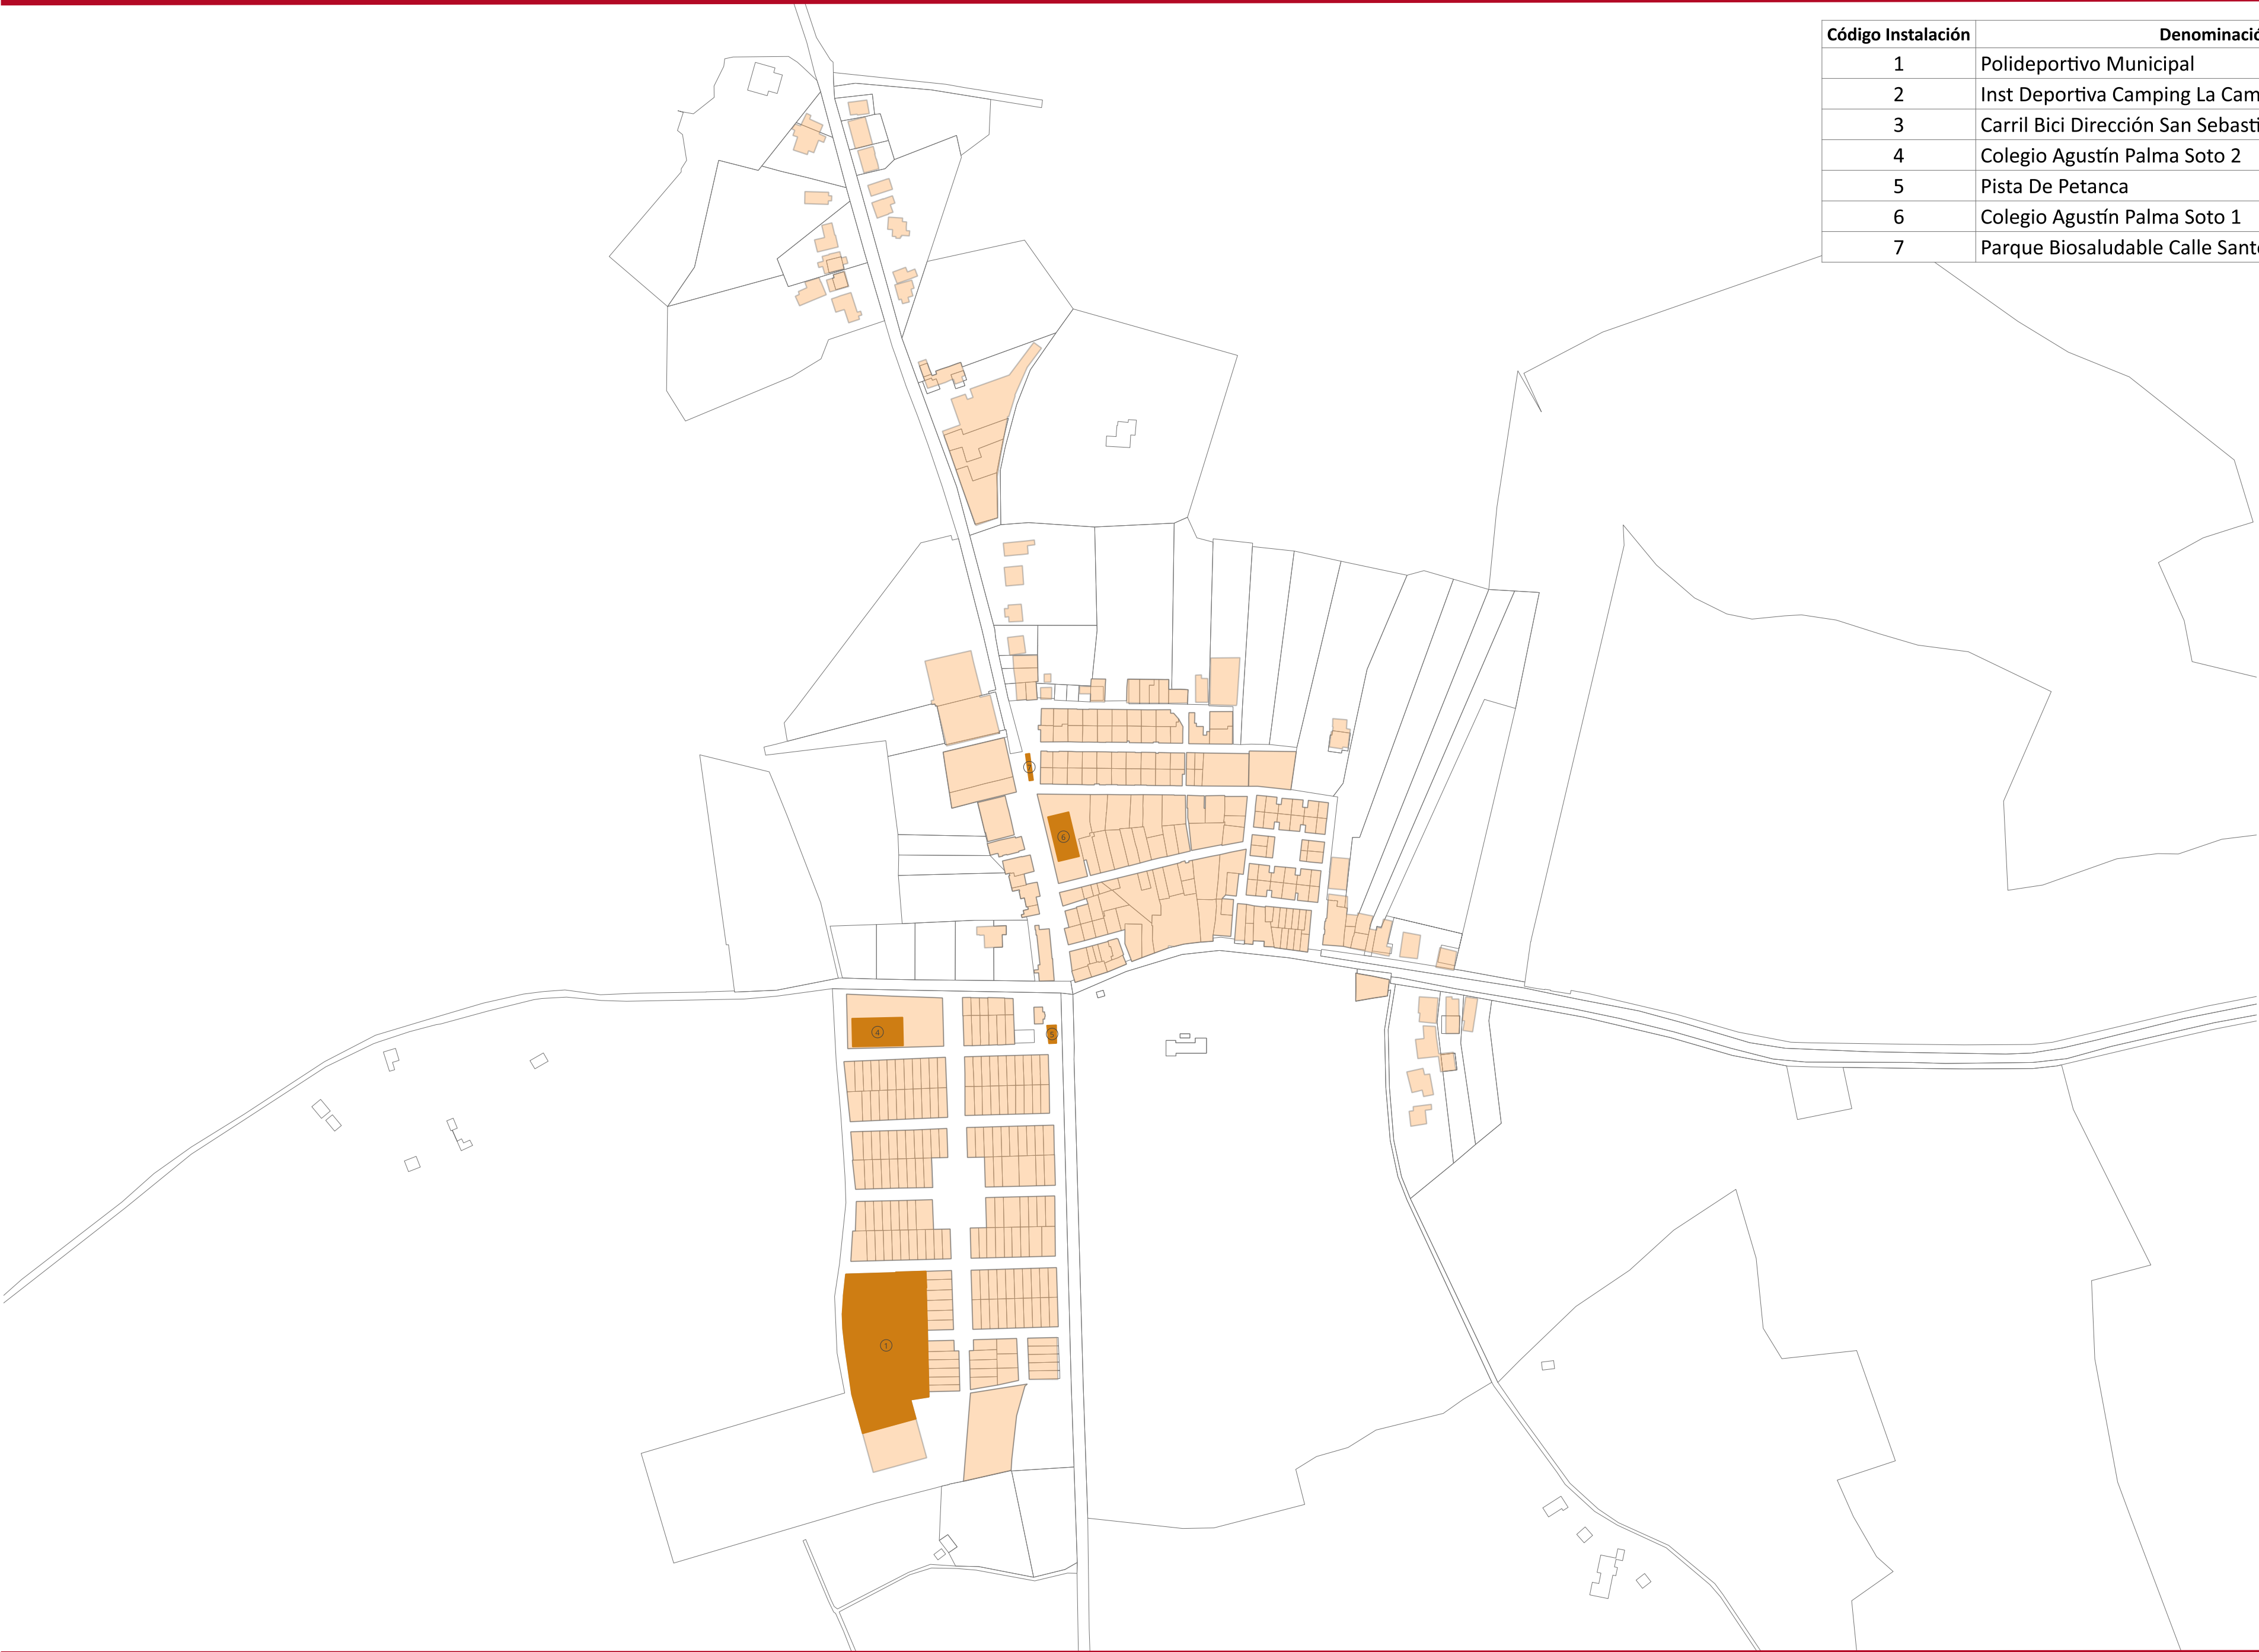 Código Instalación Denominació
1 Polideportivo Municipal
2 Inst Deportiva Camping La Cam
3 Carril Bici Dirección San Sebasti
4 Colegio Agustín Palma Soto 2
5 Pista De Petanca
6 Colegio Agustín Palma Soto 1
7 Parque Biosaludable Calle Sant
7
6
4
5
1